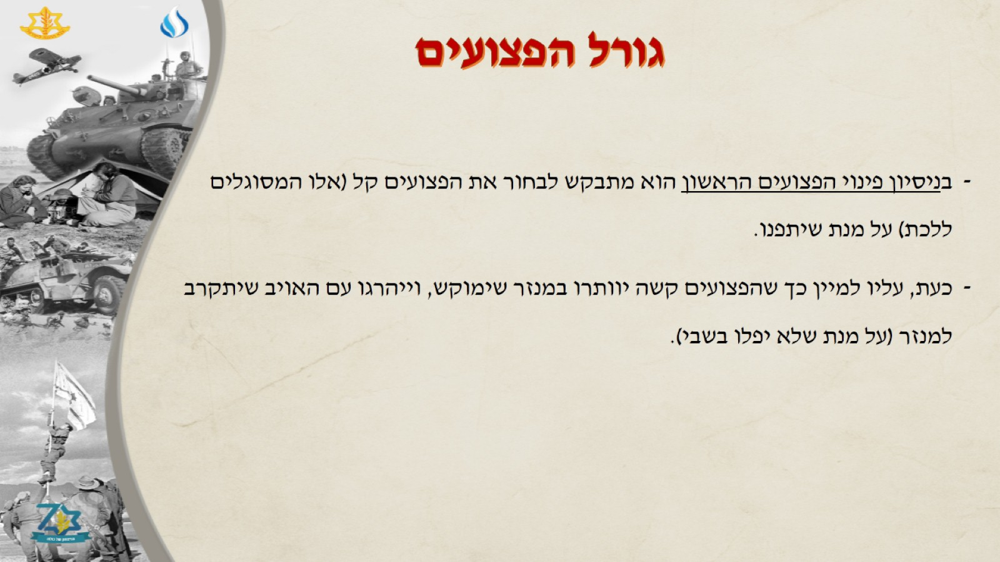 גורל הפצועים
- בניסיון פינוי הפצועים הראשון הוא מתבקש לבחור את הפצועים קל (אלו המסוגלים
ללכת) על מנת שיתפנו.
- כעת, עליו למיין כך שהפצועים קשה יוותרו במנזר שימוקש, וייהרגו עם האויב שיתקרב
למנזר (על מנת שלא יפלו בשבי).
70